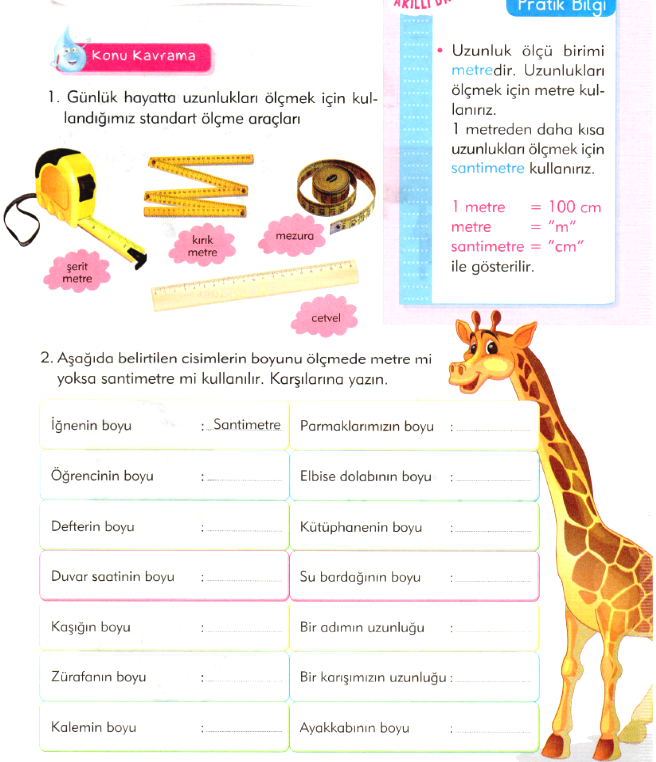 Pratik Bilgi
Konu Kavrama
1. Günlük hayatta uzunlukları ölçmek için kul-
landığımız standart ölçme araçları
şerit
metre
kırık
metre
mezura
cetvel
• Uzunluk ölçü birimi
metredir. Uzunlukları
ölçmek için metre kul-
lanırız.
1 metreden daha kısa
uzunlukları ölçmek için
santimetre kullanırız.
1 metre = 100 cm
metre = "m"
santimetre = "cm"
ile gösterilir.
2. Aşağıda belirtilen cisimlerin boyunu ölçmede metre mi
yoksa santimetre mi kullanılır. Karşılarına yazın.
İğnenin boyu : Santimetre
Parmaklarımızın boyu :
Öğrencinin boyu :
Elbise dolabının boyu :
Defterin boyu :
Kütüphanenin boyu :
Duvar saatinin boyu :
Su bardağının boyu :
Kaşığın boyu :
Bir adımın uzunluğu :
Zürafanın boyu :
Bir karışımızın uzunluğu :
Kalemin boyu :
Ayakkabının boyu :